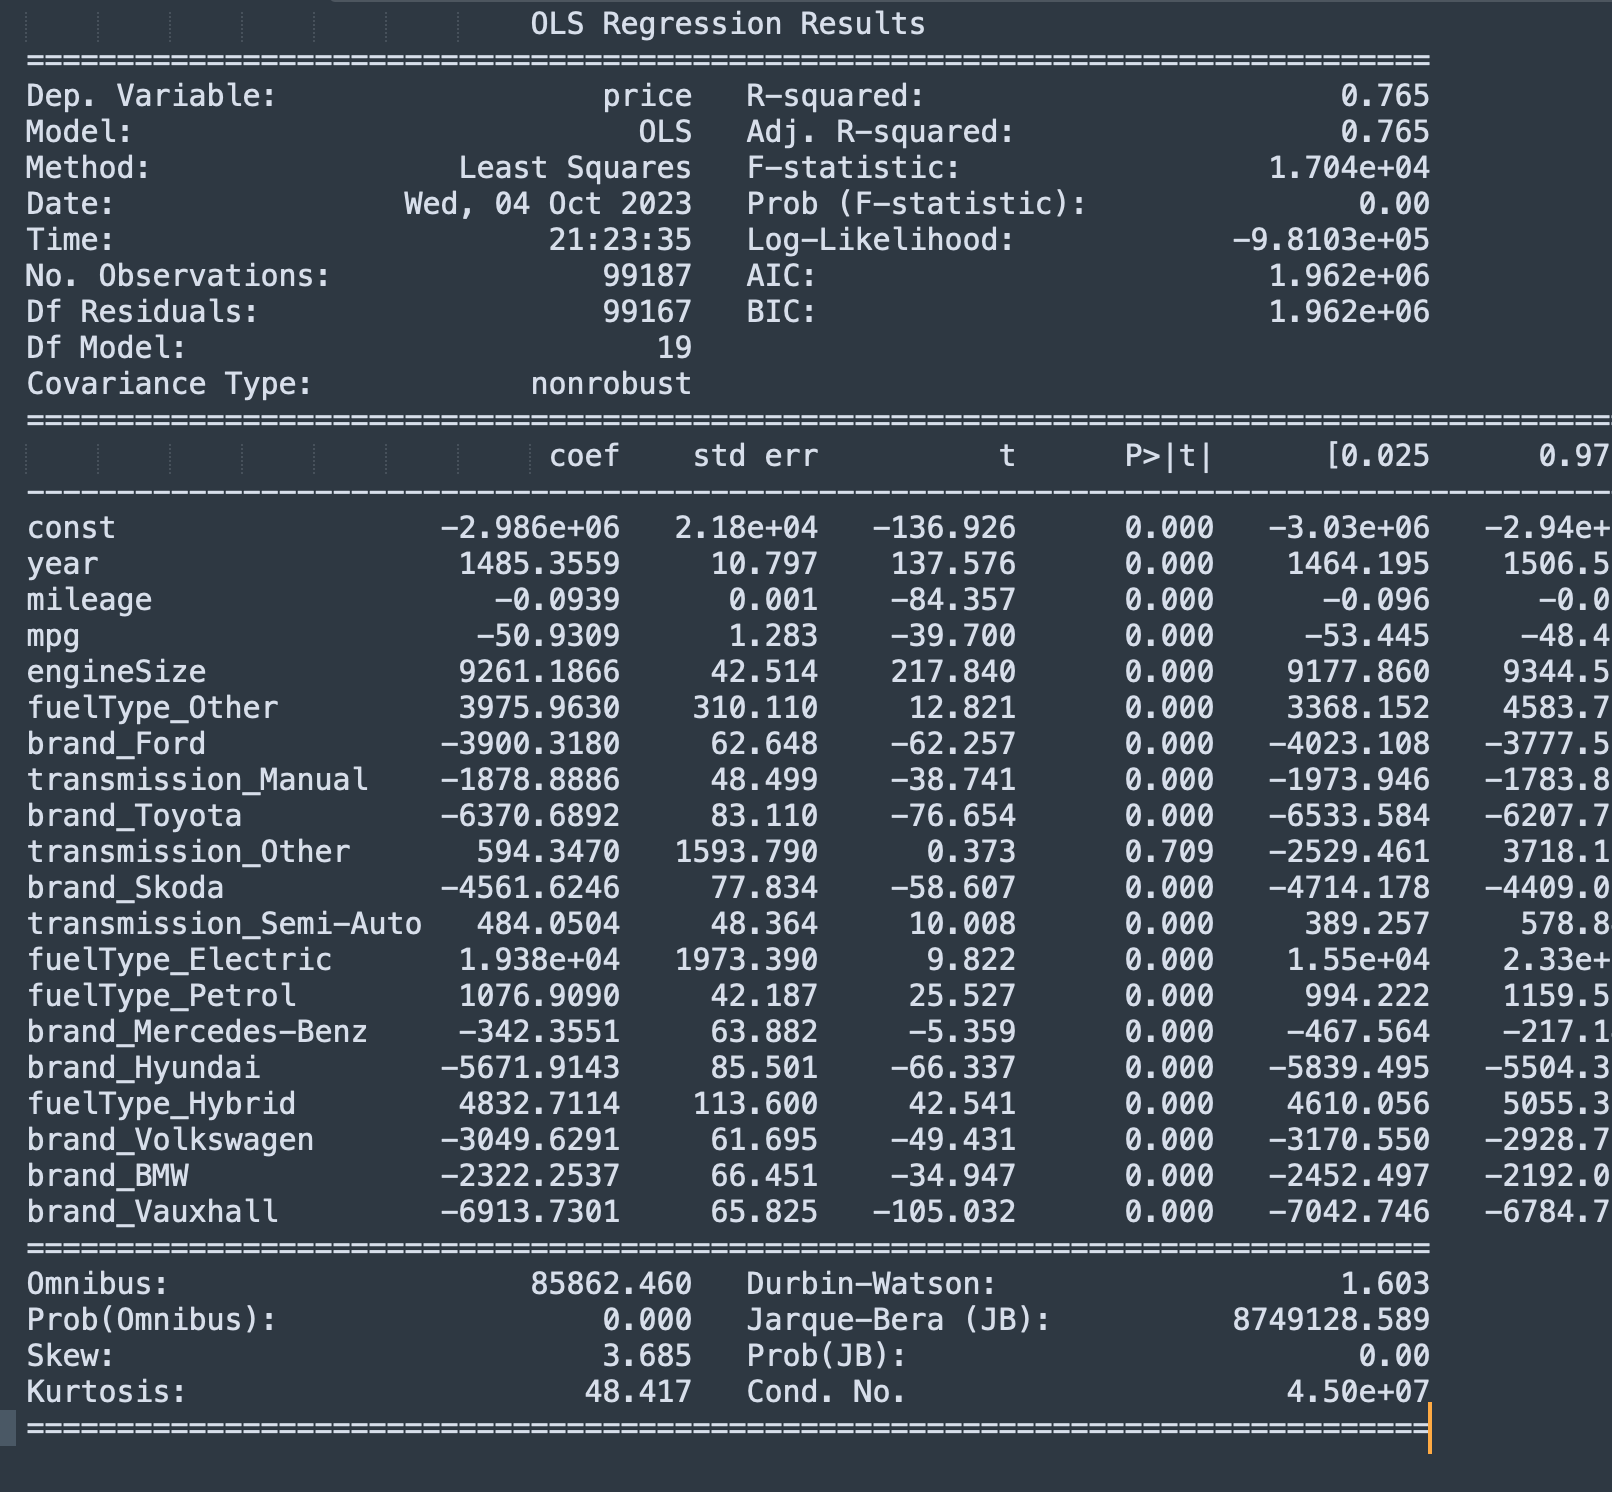 OLS Regression Results
==============================================================================
Dep. Variable: price R-squared: 0.765
Model: OLS Adj. R-squared: 0.765
Method: Least Squares F-statistic: 1.704e+04
Date: Wed, 04 Oct 2023 Prob (F-statistic): 0.00
Time: 21:23:35 Log-Likelihood: -9.8103e+05
No. Observations: 99187 AIC: 1.962e+06
Df Residuals: 99167 BIC: 1.962e+06
Df Model: 19
Covariance Type: nonrobust
========================================================================================
coef std err t P>|t| [0.025 0.97
----------------------------------------------------------------------------------------
const -2.986e+06 2.18e+04 -136.926 0.000 -3.03e+06 -2.94e+
year 1485.3559 10.797 137.576 0.000 1464.195 1506.5
mileage -0.0939 0.001 -84.357 0.000 -0.096 -0.0
mpg -50.9309 1.283 -39.700 0.000 -53.445 -48.4
engineSize 9261.1866 42.514 217.840 0.000 9177.860 9344.5
fuelType_Other 3975.9630 310.110 12.821 0.000 3368.152 4583.7
brand_Ford -3900.3180 62.648 -62.257 0.000 -4023.108 -3777.5
transmission_Manual -1878.8886 48.499 -38.741 0.000 -1973.946 -1783.8
brand_Toyota -6370.6892 83.110 -76.654 0.000 -6533.584 -6207.7
transmission_Other 594.3470 1593.790 0.373 0.709 -2529.461 3718.1
brand_Skoda -4561.6246 77.834 -58.607 0.000 -4714.178 -4409.0
transmission_Semi-Auto 484.0504 48.364 10.008 0.000 389.257 578.8
fuelType_Electric 1.938e+04 1973.390 9.822 0.000 1.55e+04 2.33e+
fuelType_Petrol 1076.9090 42.187 25.527 0.000 994.222 1159.5
brand_Mercedes-Benz -342.3551 63.882 -5.359 0.000 -467.564 -217.1
brand_Hyundai -5671.9143 85.501 -66.337 0.000 -5839.495 -5504.3
fuelType_Hybrid 4832.7114 113.600 42.541 0.000 4610.056 5055.3
brand_Volkswagen -3049.6291 61.695 -49.431 0.000 -3170.550 -2928.7
brand_BMW -2322.2537 66.451 -34.947 0.000 -2452.497 -2192.0
brand_Vauxhall -6913.7301 65.825 -105.032 0.000 -7042.746 -6784.7
==============================================================================
Omnibus: 85862.460 Durbin-Watson: 1.603
Prob(Omnibus): 0.000 Jarque-Bera (JB): 8749128.589
Skew: 3.685 Prob(JB): 0.00
Kurtosis: 48.417 Cond. No. 4.50e+07
==============================================================================